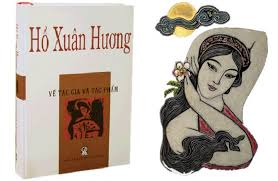 Hồ Xuân Hương
VỀ TÁC GIA VÀ TÁC PHẨM